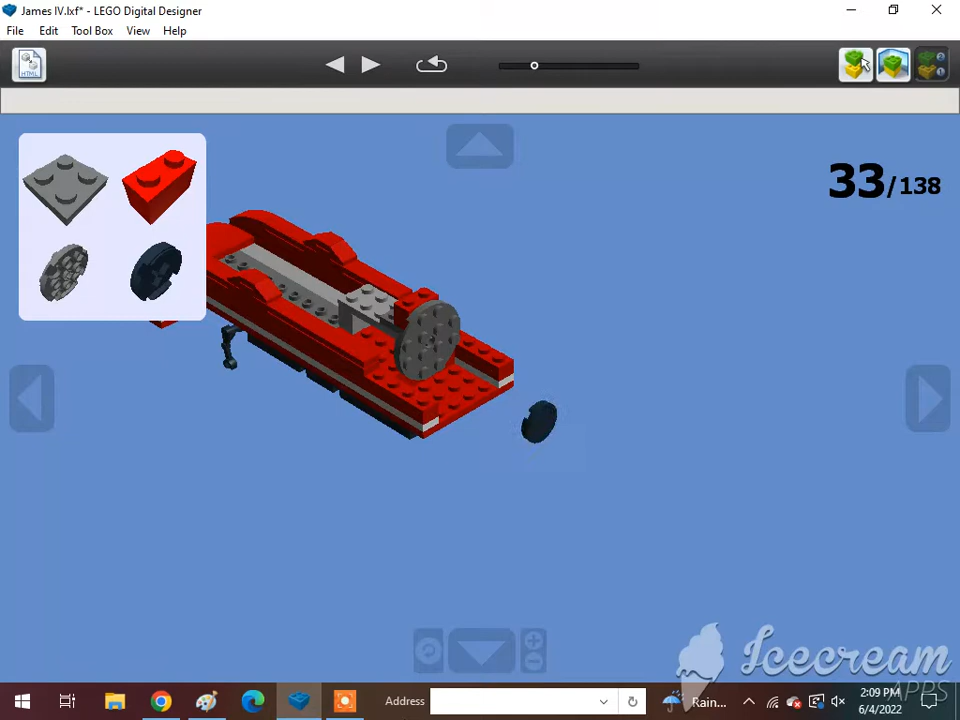 James IV.lxf* - LEGO Digital Designer
File Edit Tool Box View Help
HTML
33/138
Icecream
APPS
Address
Rain...
2:09 PM
6/4/2022